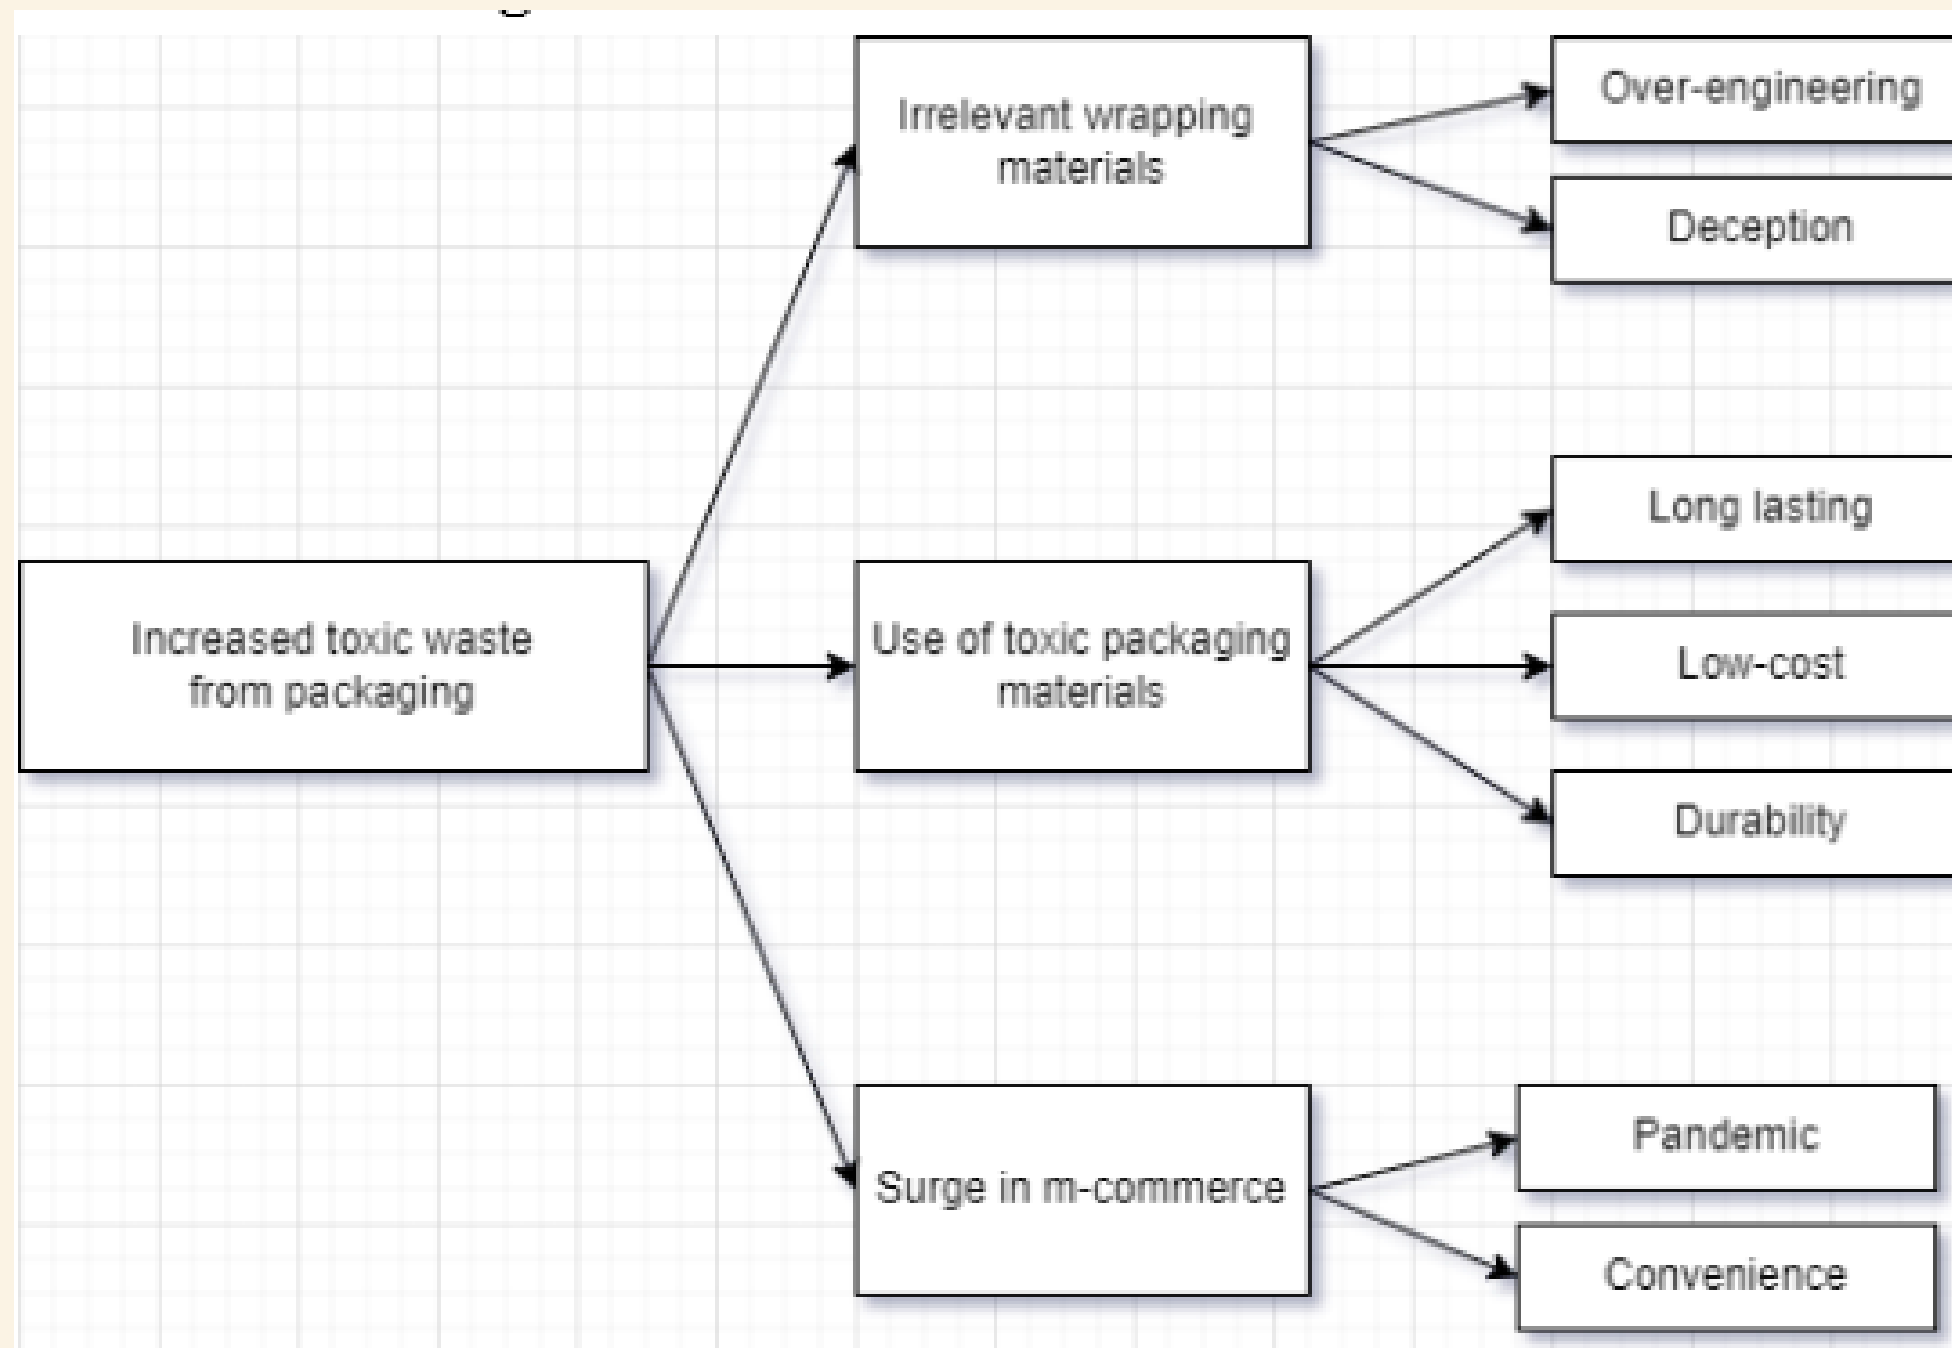 Irrelevant wrapping
materials
Over-engineering
Deception
Increased toxic waste
from packaging
Use of toxic packaging
materials
Long lasting
Low-cost
Durability
Surge in m-commerce
Pandemic
Convenience